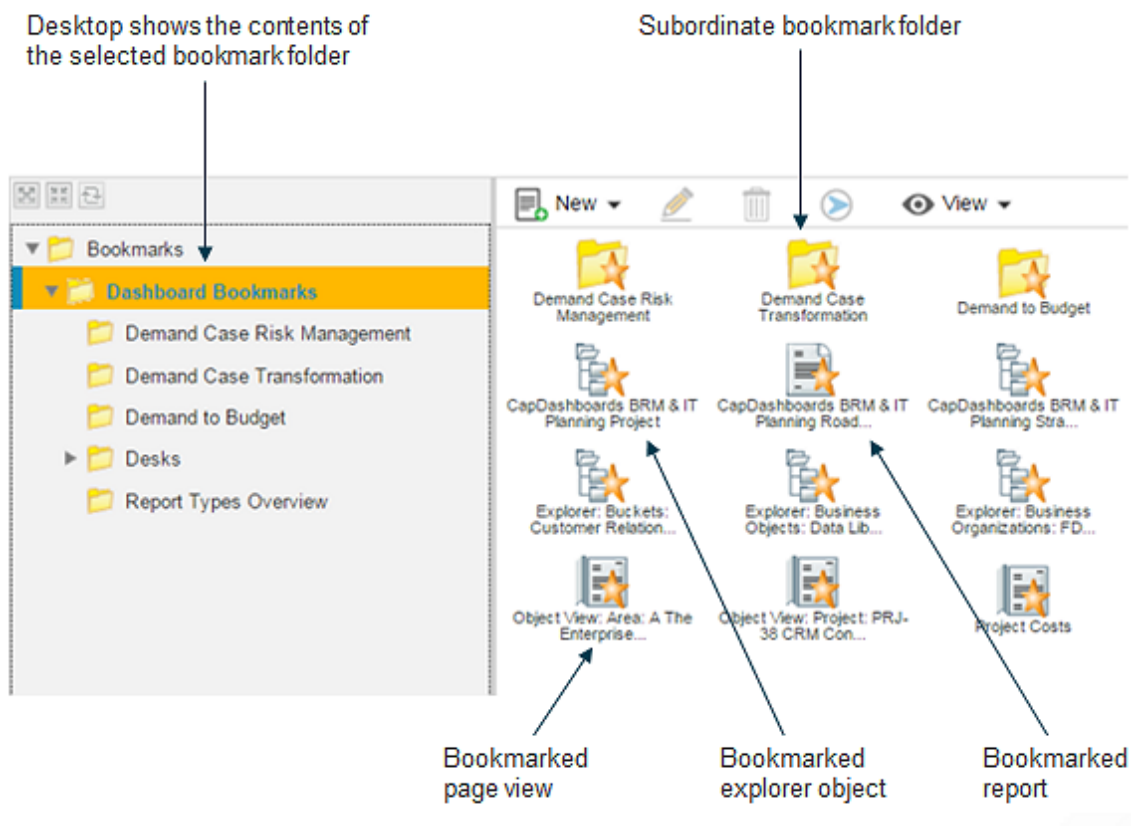 Desktop shows the contents of
the selected bookmark folder
Subordinate bookmark folder
New
View
Bookmarks
Dashboard Bookmarks
Demand Case Risk Management
Demand Case Transformation
Demand to Budget
Desks
Report Types Overview
Demand Case Risk
Management
Demand Case
Transformation
Demand to Budget
CapDashboards BRM & IT
Planning Project
CapDashboards BRM & IT
Planning Road...
CapDashboards BRM & IT
Planning Stra...
Explorer: Buckets:
Customer Relation...
Explorer: Business
Objects: Data Lib...
Explorer: Business
Organizations: FD...
Object View: Area: A The
Enterprise...
Object View: Project: PRJ-
38 CRM Con...
Project Costs
Bookmarked
page view
Bookmarked
explorer object
Bookmarked
report